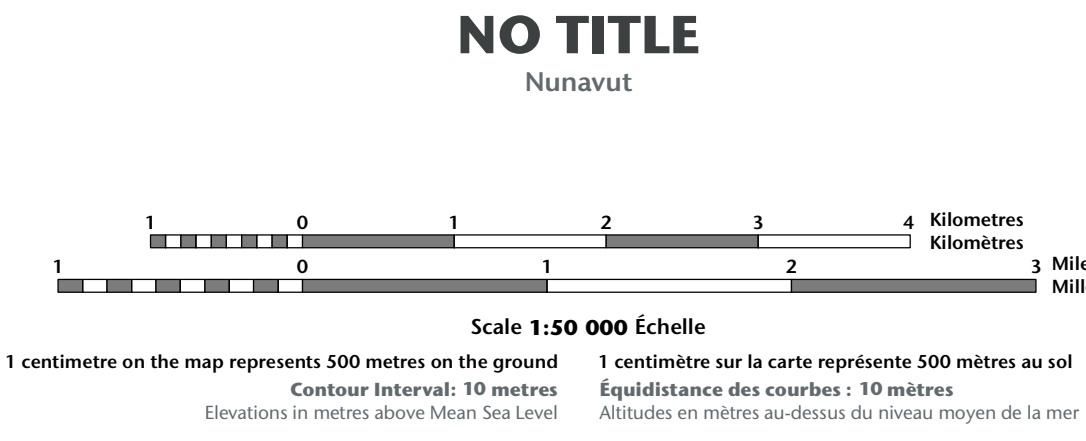 NO TITLE
Nunavut
1 0 1 2 3 4 Kilometres
Kilomètres
1 0 1 2 3
Scale 1:50 000 Échelle
1 centimetre on the map represents 500 metres on the ground
1 centimètre sur la carte représente 500 mètres au sol
Contour Interval: 10 metres
Équidistance des courbes : 10 mètres
Elevations in metres above Mean Sea Level
Altitudes en mètres au-dessus du niveau moyen de la mer